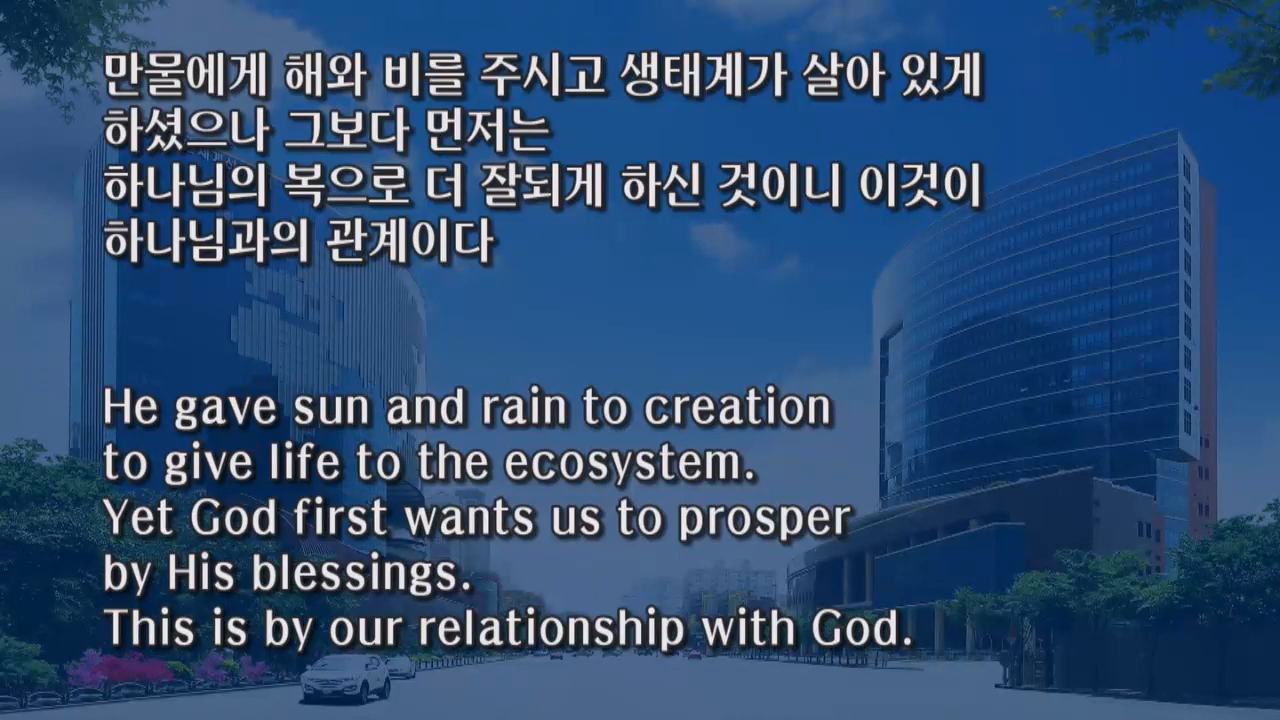 만물에게 해와 비를 주시고 생태계가 살아 있게
하셨으나 그보다 먼저는
하나님의 복으로 더 잘되게 하신 것이니 이것이
하나님과의 관계이다
He gave sun and rain to creation
to give life to the ecosystem.
Yet God first wants us to prosper
by His blessings.
This is by our relationship with God.